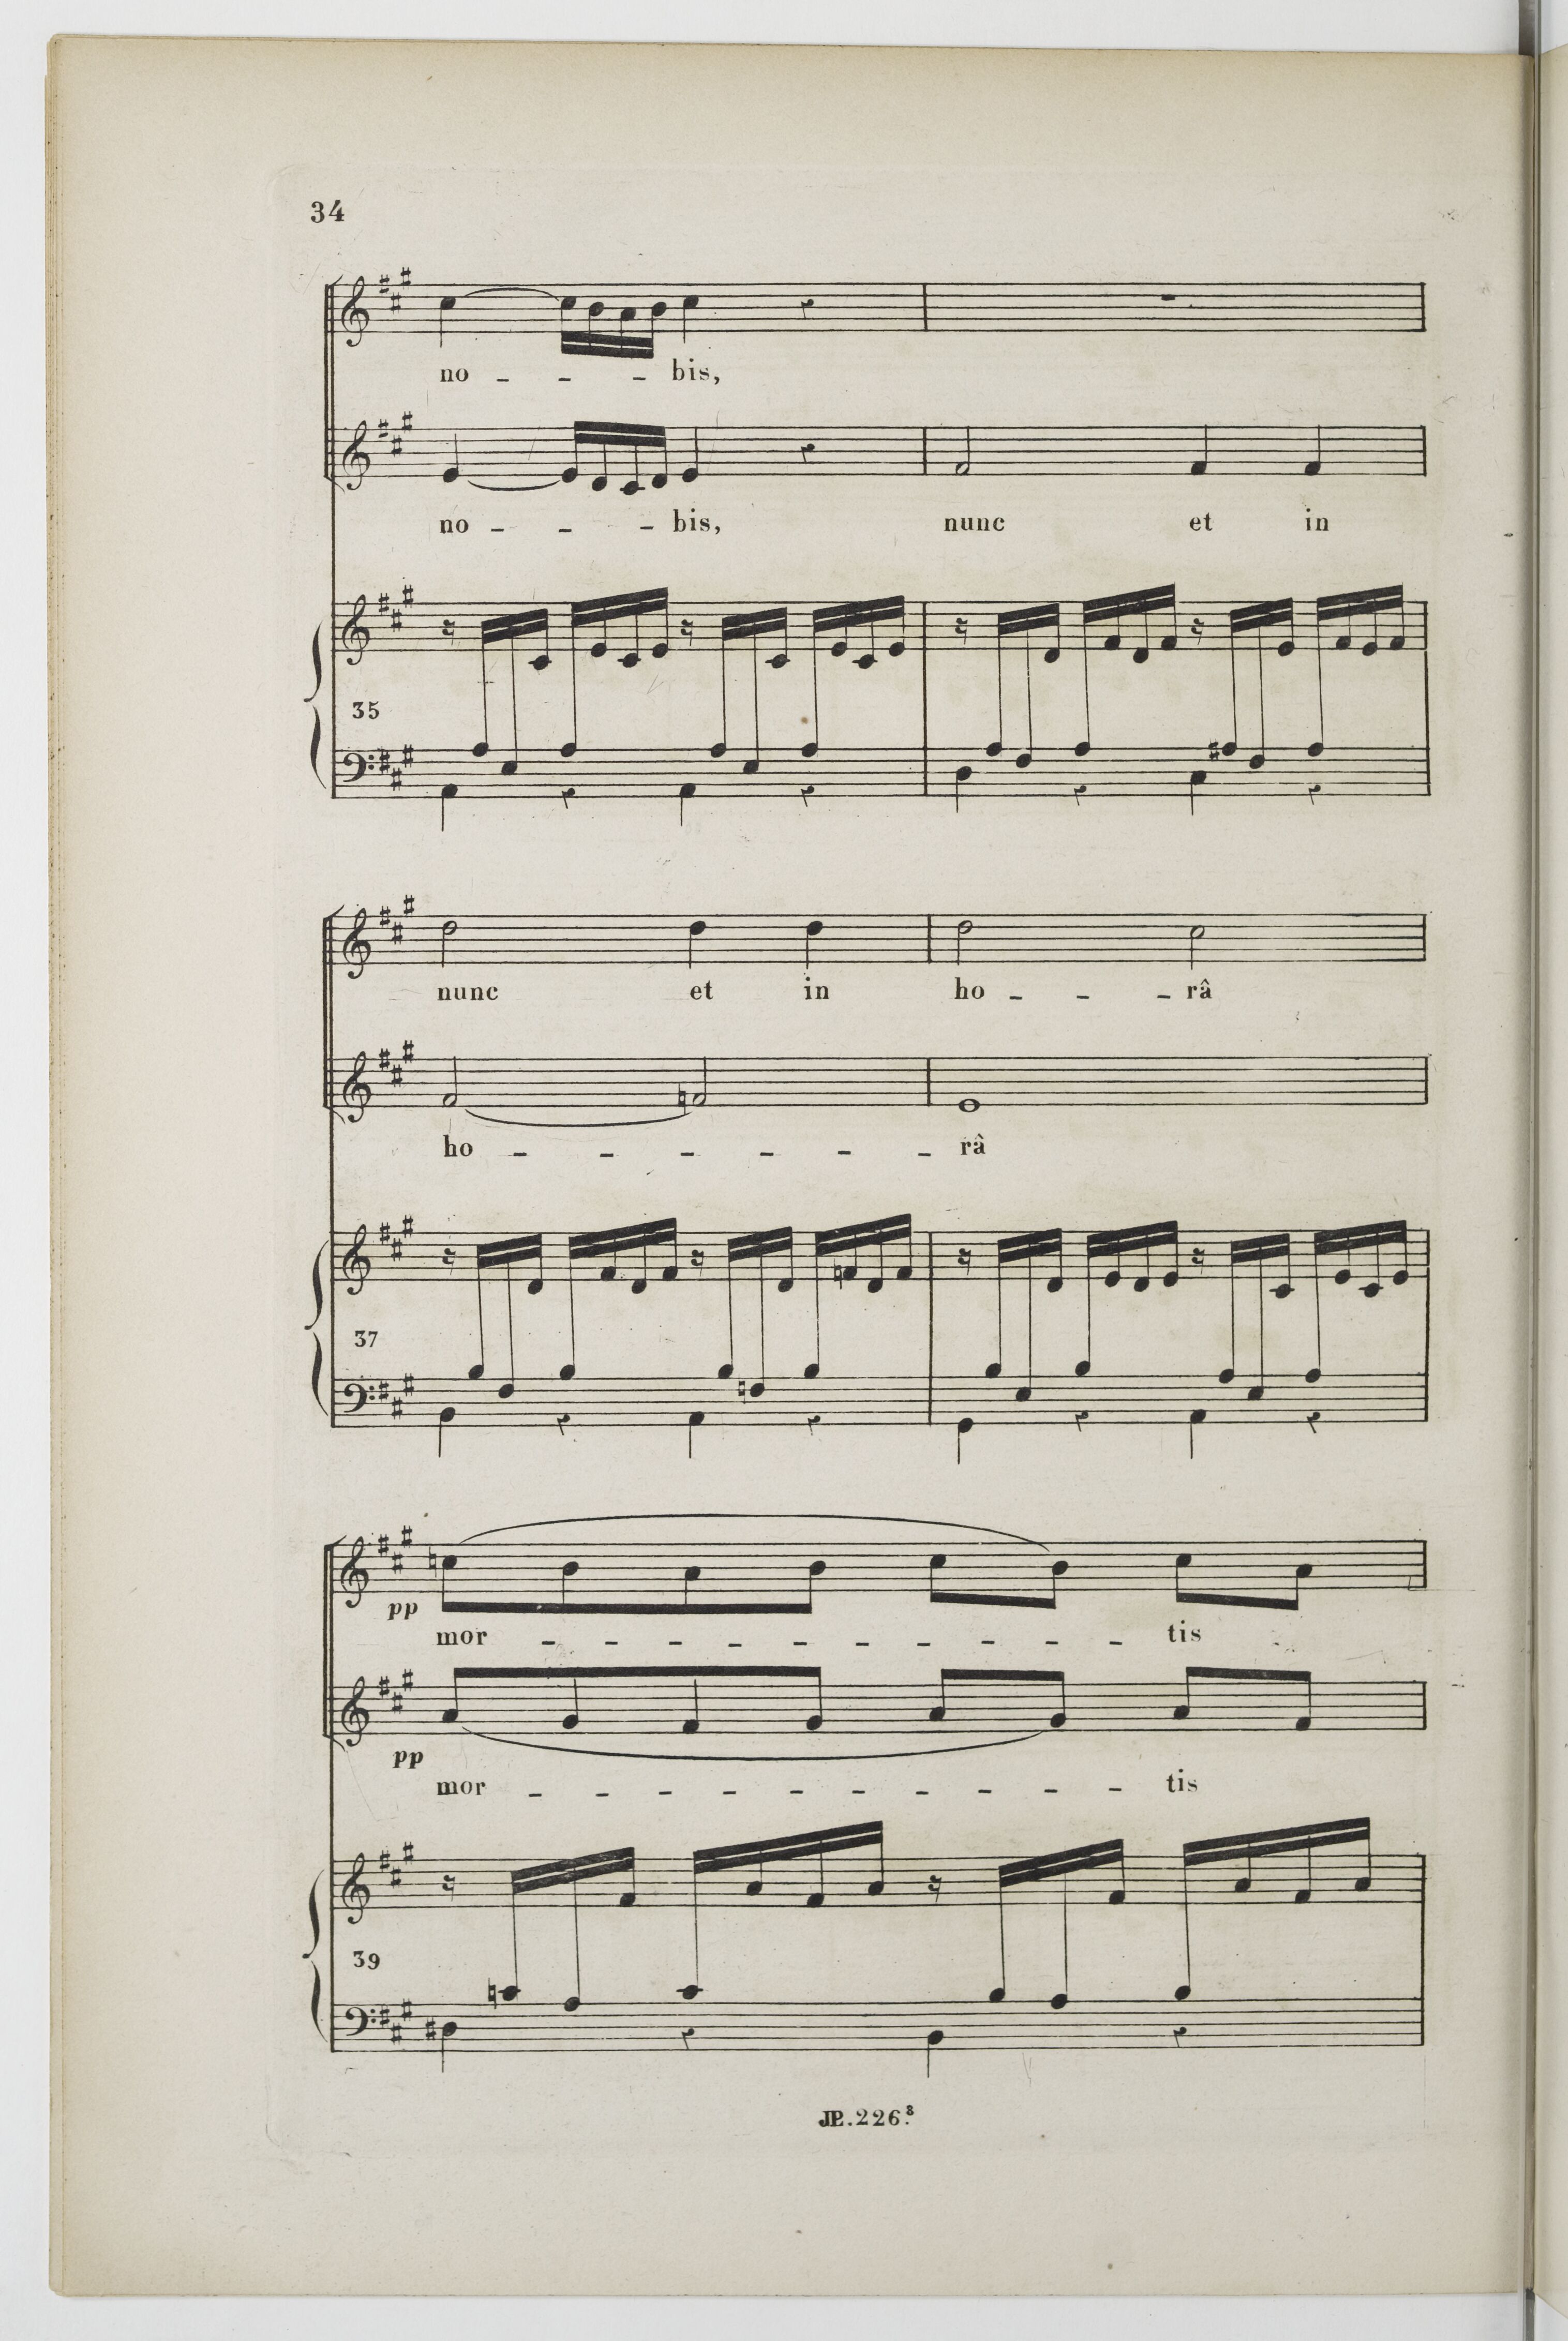 34
no - - - bis,
no - - - bis, nunc et in
35
nunc et in ho - - - râ
ho - - - - - - râ
37
pp
mor - - - - - - - - - - tis
pp
mor - - - - - - - - - - tis
39
JP.226.8